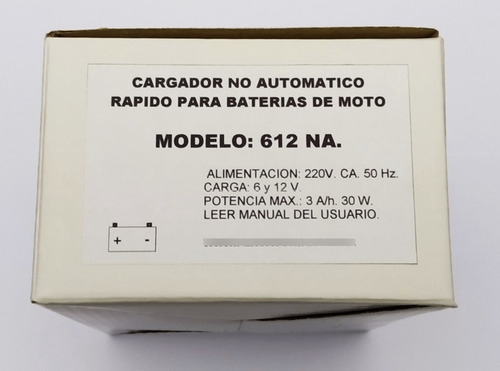 CARGADOR NO AUTOMATICO
RAPIDO PARA BATERIAS DE MOTO
MODELO: 612 NA.
ALIMENTACION: 220V. CA. 50 Hz.
CARGA: 6 y 12 V.
POTENCIA MAX.: 3 A/h. 30 W.
LEER MANUAL DEL USUARIO.
+ -